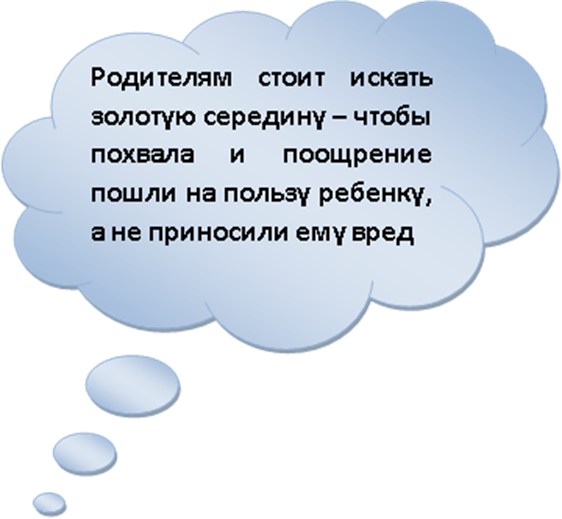 Родителям стоит искать
золотую середину – чтобы
похвала и поощрение
пошли на пользу ребенку,
а не приносили ему вред